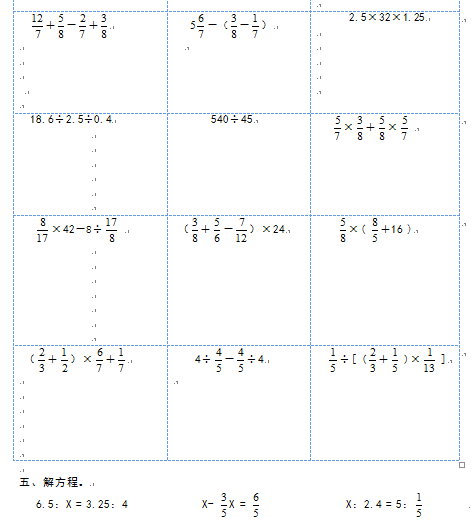 12/7+5/8−2/7+3/8 5 6/7−（3/8−1/7） 2.5×32×1.25
18.6÷2.5÷0.4 540÷45 5/7×3/8+5/8×5/7
8/17×42−8÷17/8 （3/8+5/6−7/12）×24 5/8×（8/5+16）
（2/3+1/2）×6/7+1/7 4÷4/5−4/5÷4 1/5÷[（2/3+1/5）×1/13]
五、解方程。
6.5：X = 3.25：4 X- 3/5X = 6/5 X：2.4 = 5：1/5